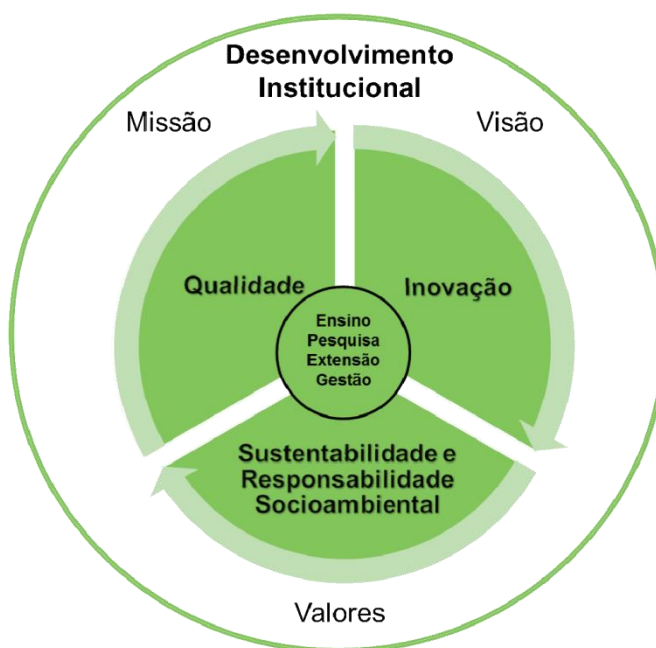 Desenvolvimento
Institucional
Missão
Visão
Qualidade
Inovação
Ensino
Pesquisa
Extensão
Gestão
Sustentabilidade e
Responsabilidade
Socioambiental
Valores